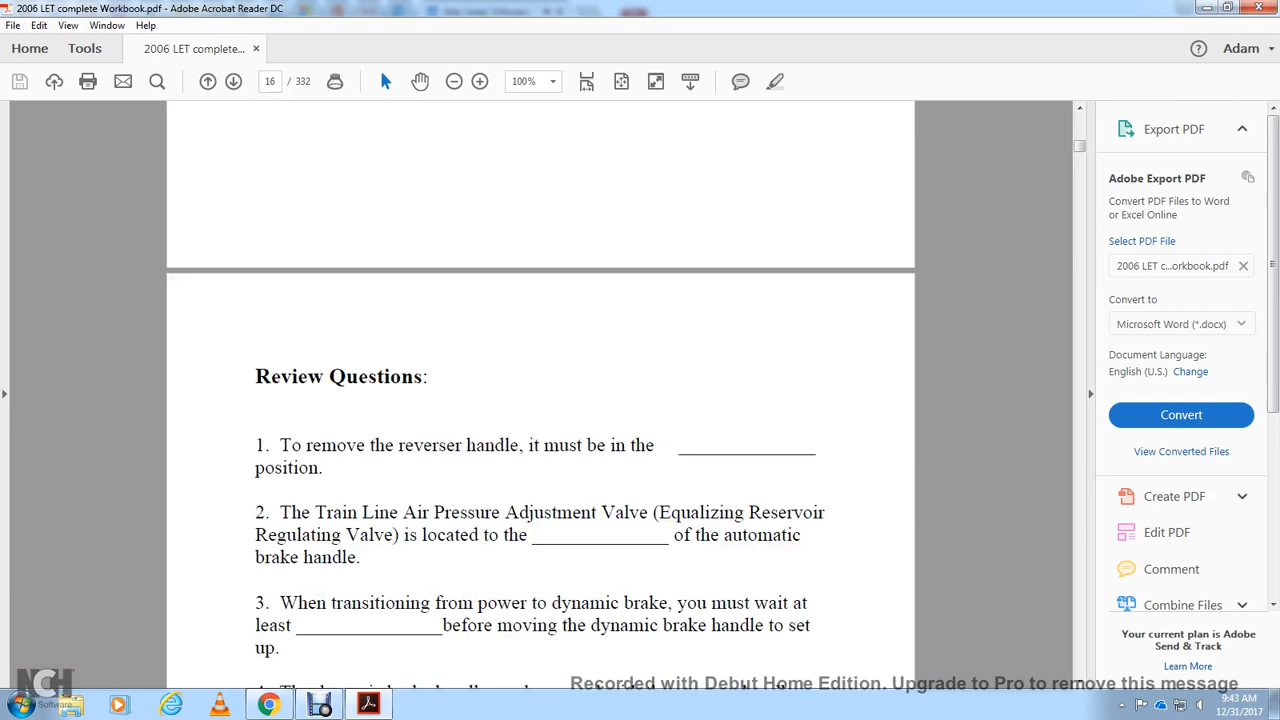 2006 LET complete Workbook.pdf - Adobe Acrobat Reader DC
File Edit View Window Help
Home Tools 2006 LET complete... × Adam
16 / 332 100%
Export PDF
Adobe Export PDF
Convert PDF Files to Word
or Excel Online
Select PDF File
2006 LET c...orkbook.pdf
Convert to
Microsoft Word (*.docx)
Document Language:
English (U.S.) Change
Convert
View Converted Files
Create PDF
Edit PDF
Comment
Combine Files
Your current plan is Adobe
Send & Track
Learn More
Review Questions:
1. To remove the reverser handle, it must be in the ______________
position.
2. The Train Line Air Pressure Adjustment Valve (Equalizing Reservoir
Regulating Valve) is located to the ______________ of the automatic
brake handle.
3. When transitioning from power to dynamic brake, you must wait at
least _______________before moving the dynamic brake handle to set
up.
NCH Software
Recorded with Debut Home Edition. Upgrade to Pro to remove this message
9:43 AM
12/31/2017